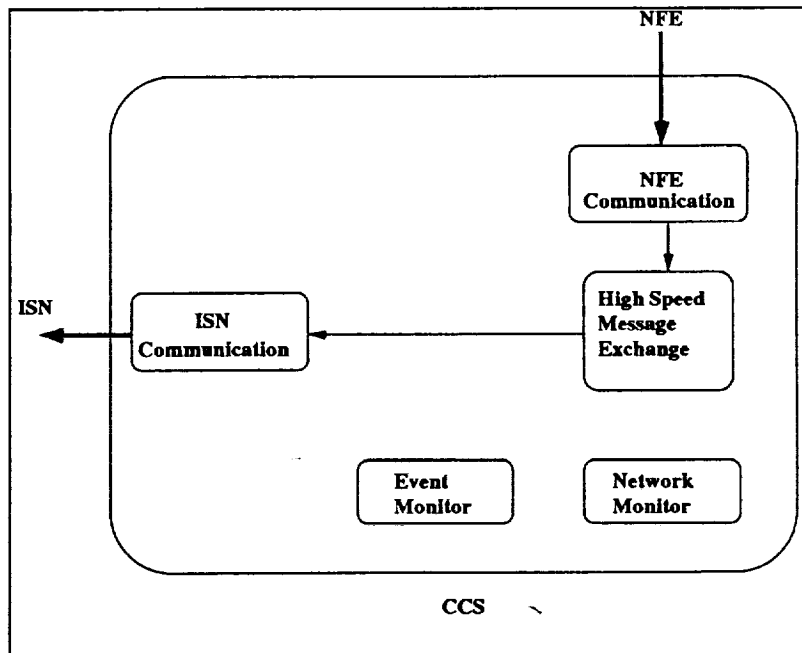 NFE
NFE
Communication
High Speed
Message
Exchange
ISN
ISN
Communication
Event
Monitor
Network
Monitor
CCS